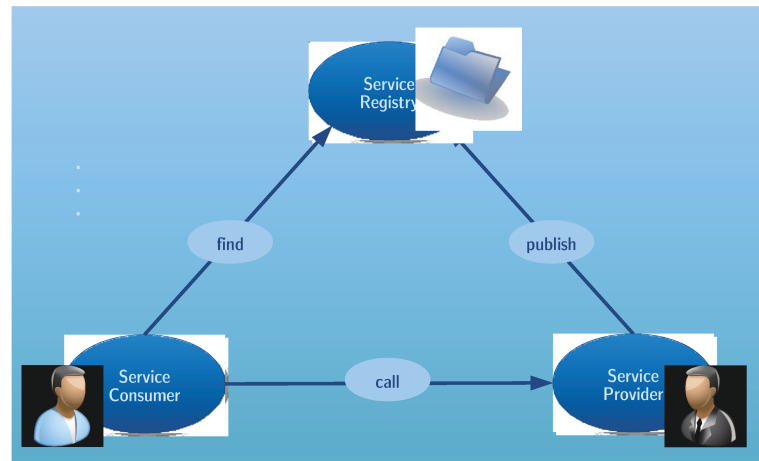 Service
Registry
find
publish
Service
Consumer
call
Service
Provider